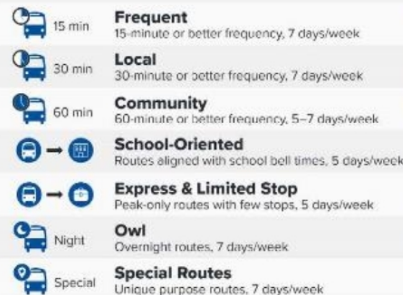 15 min
Frequent
15-minute or better frequency, 7 days/week
30 min
Local
30-minute or better frequency, 7 days/week
60 min
Community
60-minute or better frequency, 5–7 days/week
School-Oriented
Routes aligned with school bell times, 5 days/week
Express & Limited Stop
Peak-only routes with few stops, 5 days/week
Night
Owl
Overnight routes, 7 days/week
Special
Special Routes
Unique purpose routes, 7 days/week